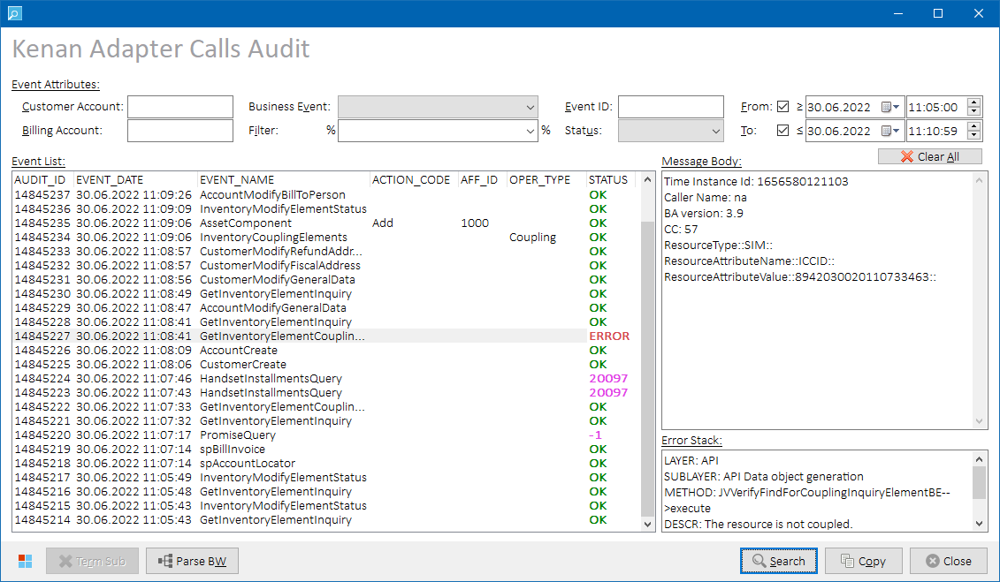 Kenan Adapter Calls Audit
Event Attributes:
Customer Account: Business Event: Event ID: From: ≥ 30.06.2022 11:05:00
Billing Account: Filter: % % Status: To: ≤ 30.06.2022 11:10:59
Clear All
Event List:
AUDIT_ID EVENT_DATE EVENT_NAME ACTION_CODE AFF_ID OPER_TYPE STATUS
14845237 30.06.2022 11:09:26 AccountModifyBillToPerson OK
14845236 30.06.2022 11:09:09 InventoryModifyElementStatus OK
14845235 30.06.2022 11:09:06 AssetComponent Add 1000 OK
14845234 30.06.2022 11:09:06 InventoryCouplingElements Coupling OK
14845233 30.06.2022 11:08:57 CustomerModifyRefundAddr... OK
14845232 30.06.2022 11:08:57 CustomerModifyFiscalAddress OK
14845231 30.06.2022 11:08:56 CustomerModifyGeneralData OK
14845230 30.06.2022 11:08:49 GetInventoryElementInquiry OK
14845229 30.06.2022 11:08:47 AccountModifyGeneralData OK
14845228 30.06.2022 11:08:41 GetInventoryElementInquiry OK
14845227 30.06.2022 11:08:41 GetInventoryElementCouplin... ERROR
14845226 30.06.2022 11:08:09 AccountCreate OK
14845225 30.06.2022 11:08:06 CustomerCreate OK
14845224 30.06.2022 11:07:46 HandsetInstallmentsQuery 20097
14845223 30.06.2022 11:07:43 HandsetInstallmentsQuery 20097
14845222 30.06.2022 11:07:33 GetInventoryElementCouplin... OK
14845221 30.06.2022 11:07:32 GetInventoryElementInquiry OK
14845220 30.06.2022 11:07:17 PromiseQuery -1
14845219 30.06.2022 11:07:14 spBillInvoice OK
14845218 30.06.2022 11:07:14 spAccountLocator OK
14845217 30.06.2022 11:05:49 InventoryModifyElementStatus OK
14845216 30.06.2022 11:05:48 GetInventoryElementInquiry OK
14845215 30.06.2022 11:05:43 InventoryModifyElementStatus OK
14845214 30.06.2022 11:05:43 GetInventoryElementInquiry OK
Message Body:
Time Instance Id: 1656580121103
Caller Name: na
BA version: 3.9
CC: 57
ResourceType::SIM::
ResourceAttributeName::ICCID::
ResourceAttributeValue::8942030020110733463::
Error Stack:
LAYER: API
SUBLAYER: API Data object generation
METHOD: JVVerifyFindForCouplingInquiryElementBE--
>execute
DESCR: The resource is not coupled.
Term Sub Parse BW Search Copy Close